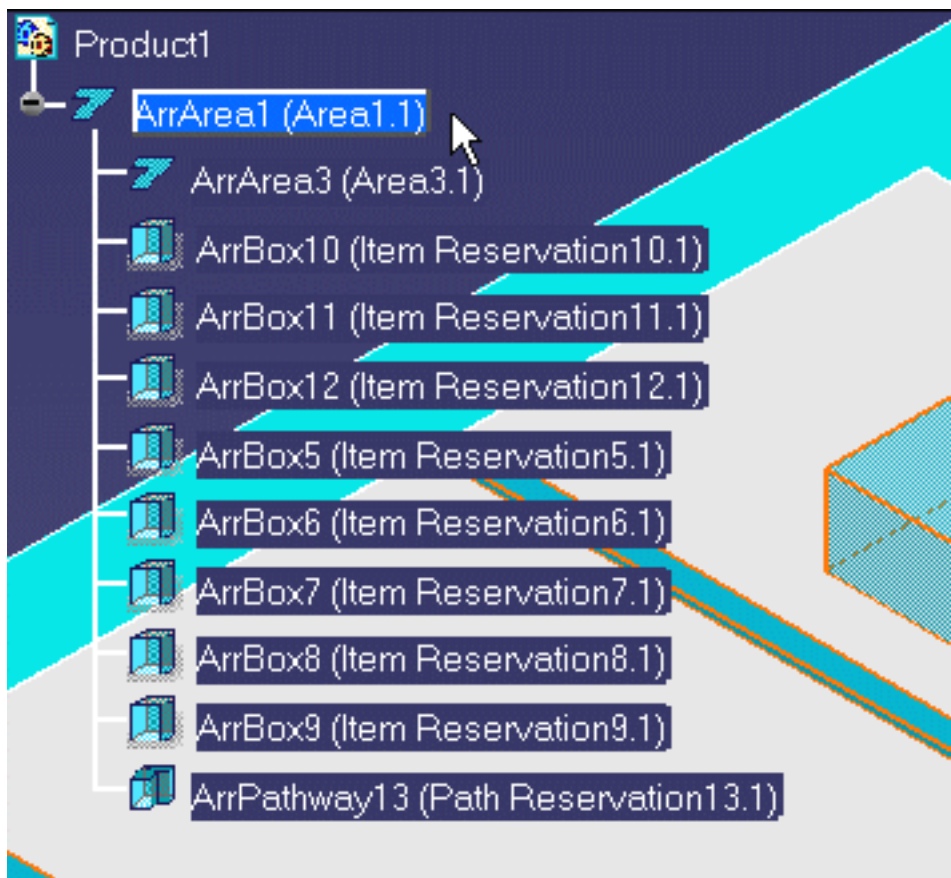 Product1
ArrArea1 (Area1.1)
ArrArea3 (Area3.1)
ArrBox10 (Item Reservation10.1)
ArrBox11 (Item Reservation11.1)
ArrBox12 (Item Reservation12.1)
ArrBox5 (Item Reservation5.1)
ArrBox6 (Item Reservation6.1)
ArrBox7 (Item Reservation7.1)
ArrBox8 (Item Reservation8.1)
ArrBox9 (Item Reservation9.1)
ArrPathway13 (Path Reservation13.1)